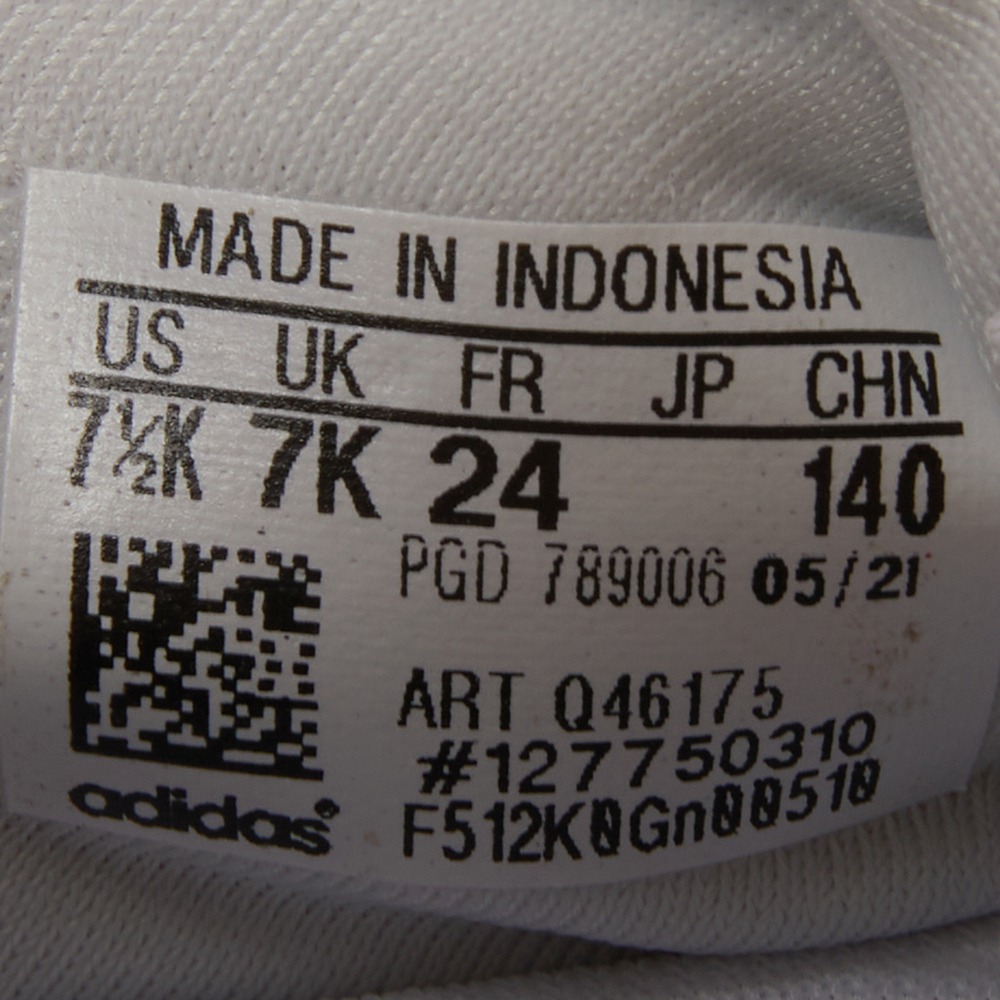 MADE IN INDONESIA
US UK FR JP CHN
7½K 7K 24 140
PGD 789006 05/21
ART Q46175
#127750310
F512K0Gn00510
adidas®